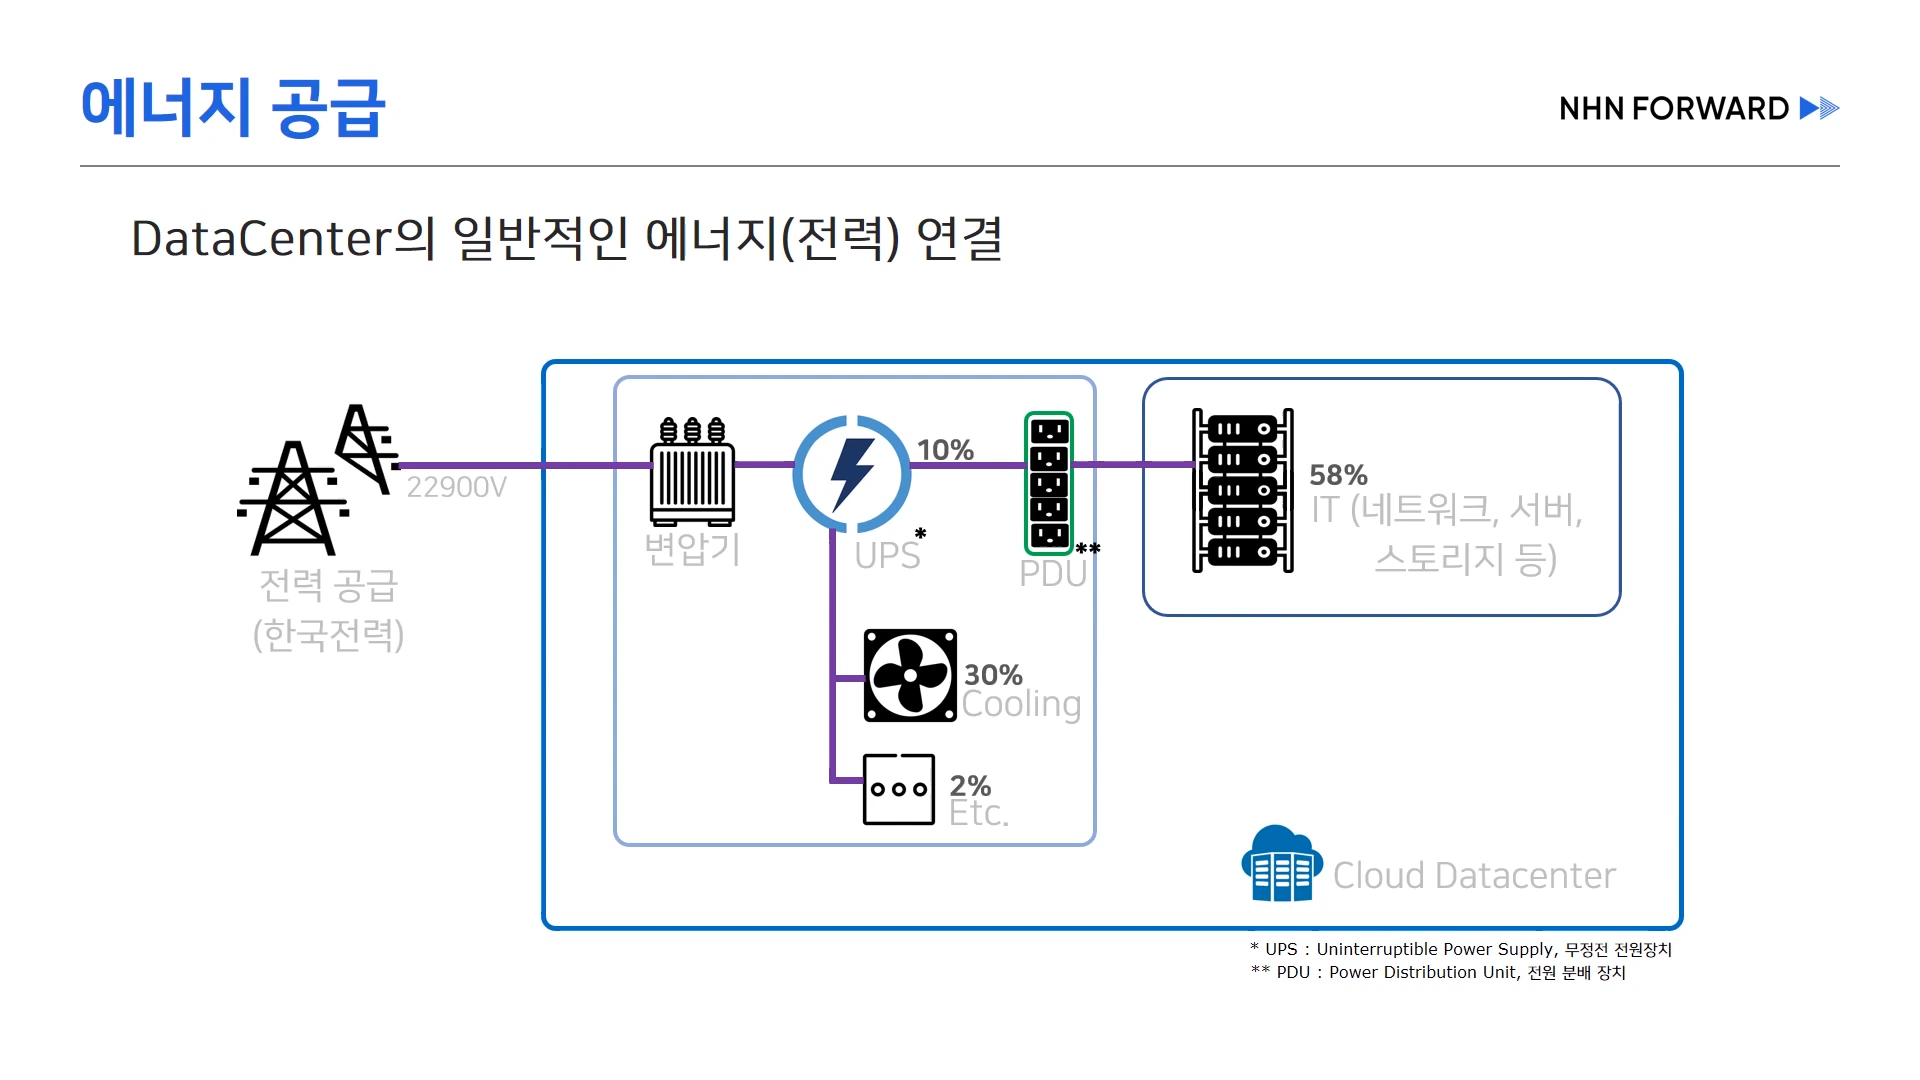 에너지 공급
NHN FORWARD
DataCenter의 일반적인 에너지(전력) 연결
22900V
전력 공급
(한국전력)
변압기
UPS*
10%
PDU**
58%
IT (네트워크, 서버,
스토리지 등)
30%
Cooling
2%
Etc.
Cloud Datacenter
* UPS : Uninterruptible Power Supply, 무정전 전원장치
** PDU : Power Distribution Unit, 전원 분배 장치